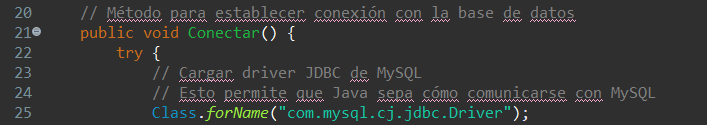 20 // Método para establecer conexión con la base de datos
21 public void Conectar() {
22 try {
23 // Cargar driver JDBC de MySQL
24 // Esto permite que Java sepa cómo comunicarse con MySQL
25 Class.forName("com.mysql.cj.jdbc.Driver");